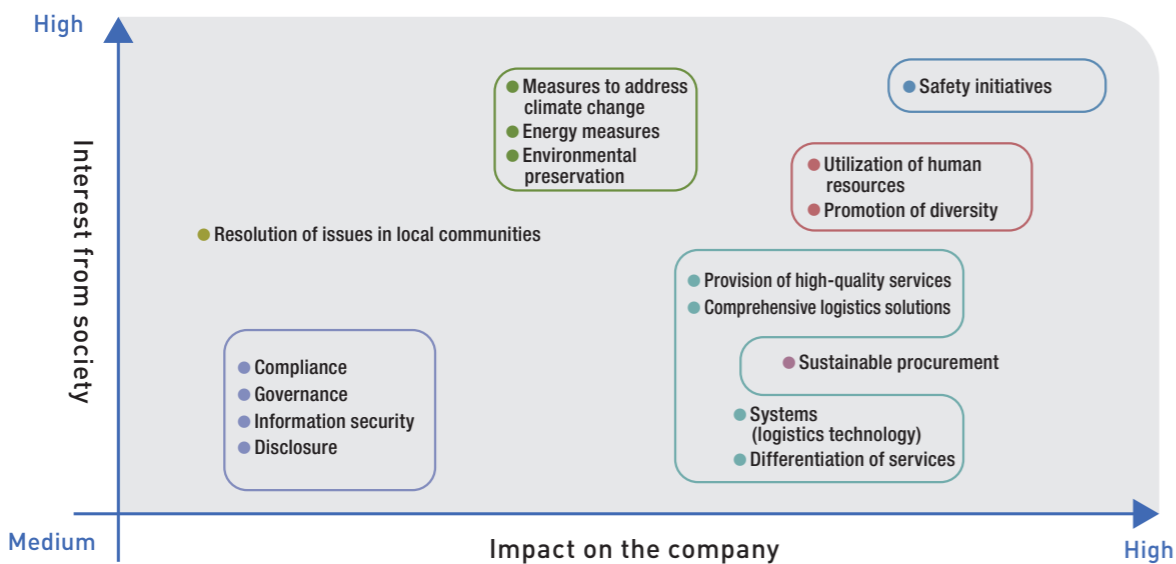 High
Interest from society
Measures to address
climate change
Energy measures
Environmental
preservation
Safety initiatives
Utilization of human
resources
Promotion of diversity
Resolution of issues in local communities
Provision of high-quality services
Comprehensive logistics solutions
Sustainable procurement
Systems
(logistics technology)
Differentiation of services
Compliance
Governance
Information security
Disclosure
Medium
Impact on the company
High